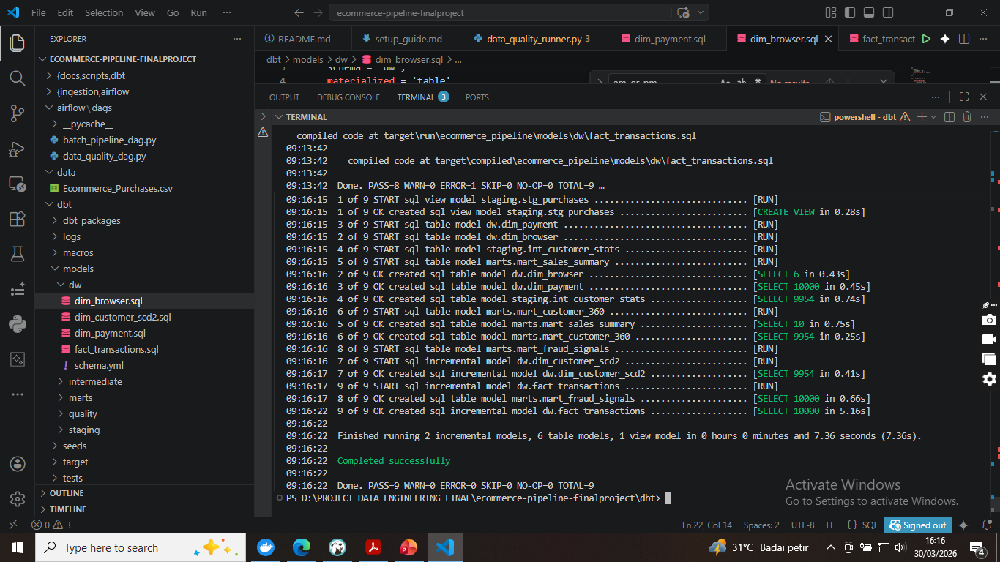 File Edit Selection View Go Run ··· ecommerce-pipeline-finalproject
EXPLORER ···
README.md setup_guide.md data_quality_runner.py 3 dim_payment.sql dim_browser.sql fact_transact ···
ECOMMERCE-PIPELINE-FINALPROJECT
{docs,scripts,dbt
{ingestion,airflow
airflow \ dags
__pycache__
batch_pipeline_dag.py
data_quality_dag.py
data
Ecommerce_Purchases.csv
dbt
dbt_packages
logs
macros
models
dw
dim_browser.sql
dim_customer_scd2.sql
dim_payment.sql
fact_transactions.sql
! schema.yml
intermediate
marts
quality
staging
seeds
target
tests
OUTLINE
TIMELINE
dbt > models > dw > dim_browser.sql > ...
schema = 'dw',
4 materialized = 'table'
No results
OUTPUT DEBUG CONSOLE TERMINAL 3 PORTS ···
TERMINAL powershell - dbt ···
compiled code at target\run\ecommerce_pipeline\models\dw\fact_transactions.sql
09:13:42
09:13:42 compiled code at target\compiled\ecommerce_pipeline\models\dw\fact_transactions.sql
09:13:42
09:13:42 Done. PASS=8 WARN=0 ERROR=1 SKIP=0 NO-OP=0 TOTAL=9 …
09:16:15 1 of 9 START sql view model staging.stg_purchases .............................. [RUN]
09:16:15 1 of 9 OK created sql view model staging.stg_purchases ......................... [CREATE VIEW in 0.28s]
09:16:15 3 of 9 START sql table model dw.dim_payment .................................... [RUN]
09:16:15 2 of 9 START sql table model dw.dim_browser .................................... [RUN]
09:16:15 4 of 9 START sql table model staging.int_customer_stats ........................ [RUN]
09:16:15 5 of 9 START sql table model marts.mart_sales_summary .......................... [RUN]
09:16:16 2 of 9 OK created sql table model dw.dim_browser ............................... [SELECT 6 in 0.43s]
09:16:16 3 of 9 OK created sql table model dw.dim_payment ............................... [SELECT 10000 in 0.45s]
09:16:16 4 of 9 OK created sql table model staging.int_customer_stats ................... [SELECT 9954 in 0.74s]
09:16:16 6 of 9 START sql table model marts.mart_customer_360 ........................... [RUN]
09:16:16 5 of 9 OK created sql table model marts.mart_sales_summary ..................... [SELECT 10 in 0.75s]
09:16:16 6 of 9 OK created sql table model marts.mart_customer_360 ...................... [SELECT 9954 in 0.25s]
09:16:16 8 of 9 START sql table model marts.mart_fraud_signals .......................... [RUN]
09:16:16 7 of 9 START sql incremental model dw.dim_customer_scd2 ........................ [RUN]
09:16:17 7 of 9 OK created sql incremental model dw.dim_customer_scd2 ................... [SELECT 9954 in 0.41s]
09:16:17 9 of 9 START sql incremental model dw.fact_transactions ........................ [RUN]
09:16:17 8 of 9 OK created sql table model marts.mart_fraud_signals ..................... [SELECT 10000 in 0.66s]
09:16:22 9 of 9 OK created sql incremental model dw.fact_transactions ................... [SELECT 10000 in 5.16s]
09:16:22
09:16:22 Finished running 2 incremental models, 6 table models, 1 view model in 0 hours 0 minutes and 7.36 seconds (7.36s).
09:16:22
09:16:22 Completed successfully
09:16:22
09:16:22 Done. PASS=9 WARN=0 ERROR=0 SKIP=0 NO-OP=0 TOTAL=9
PS D:\PROJECT DATA ENGINEERING FINAL\ecommerce-pipeline-finalproject\dbt>
Activate Windows
Go to Settings to activate Windows.
0 3 Ln 22, Col 14 Spaces: 2 UTF-8 LF { } SQL Signed out
Type here to search 31°C Badai petir 16:16
30/03/2026 4